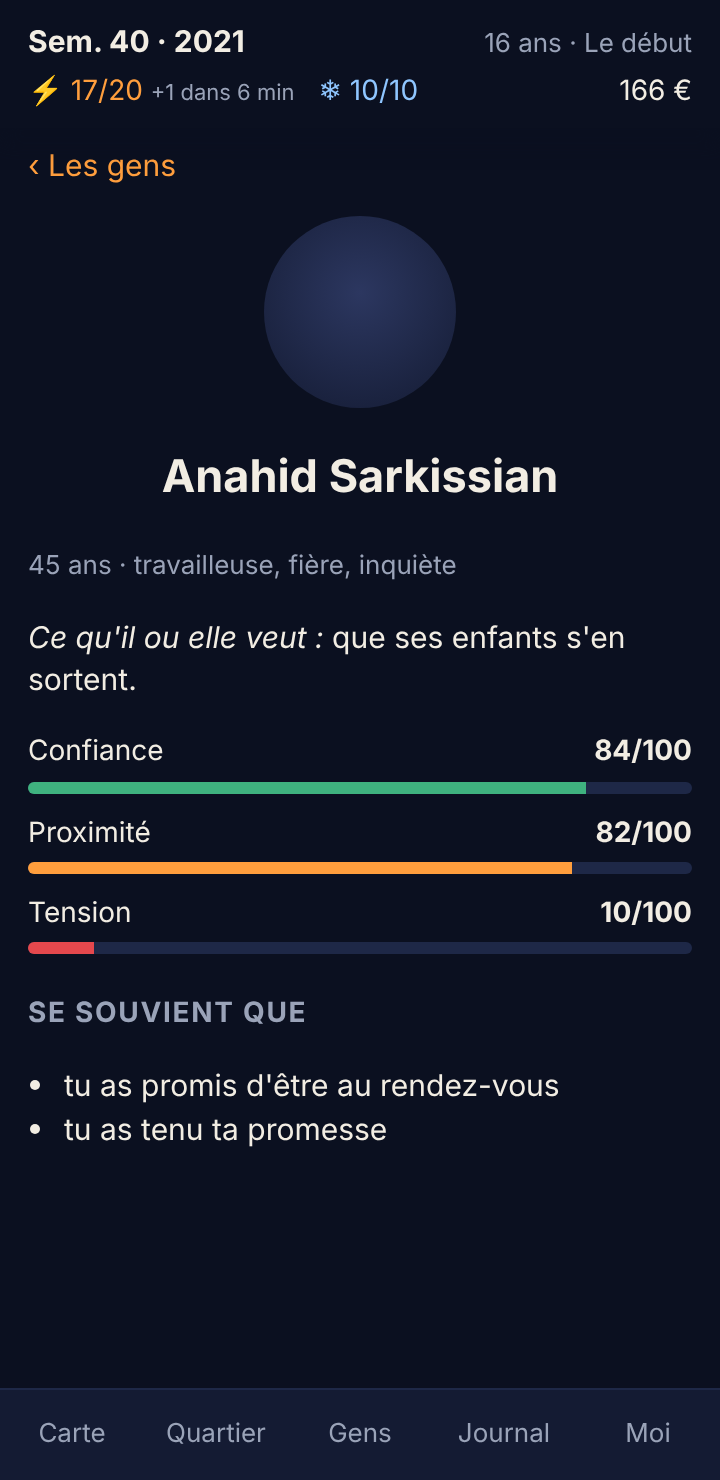 Sem. 40 · 2021 16 ans · Le début
⚡ 17/20 +1 dans 6 min ❄ 10/10 166 €
‹ Les gens
Anahid Sarkissian
45 ans · travailleuse, fière, inquiète
Ce qu'il ou elle veut : que ses enfants s'en
sortent.
Confiance 84/100
Proximité 82/100
Tension 10/100
SE SOUVIENT QUE
• tu as promis d'être au rendez-vous
• tu as tenu ta promesse
Carte Quartier Gens Journal Moi